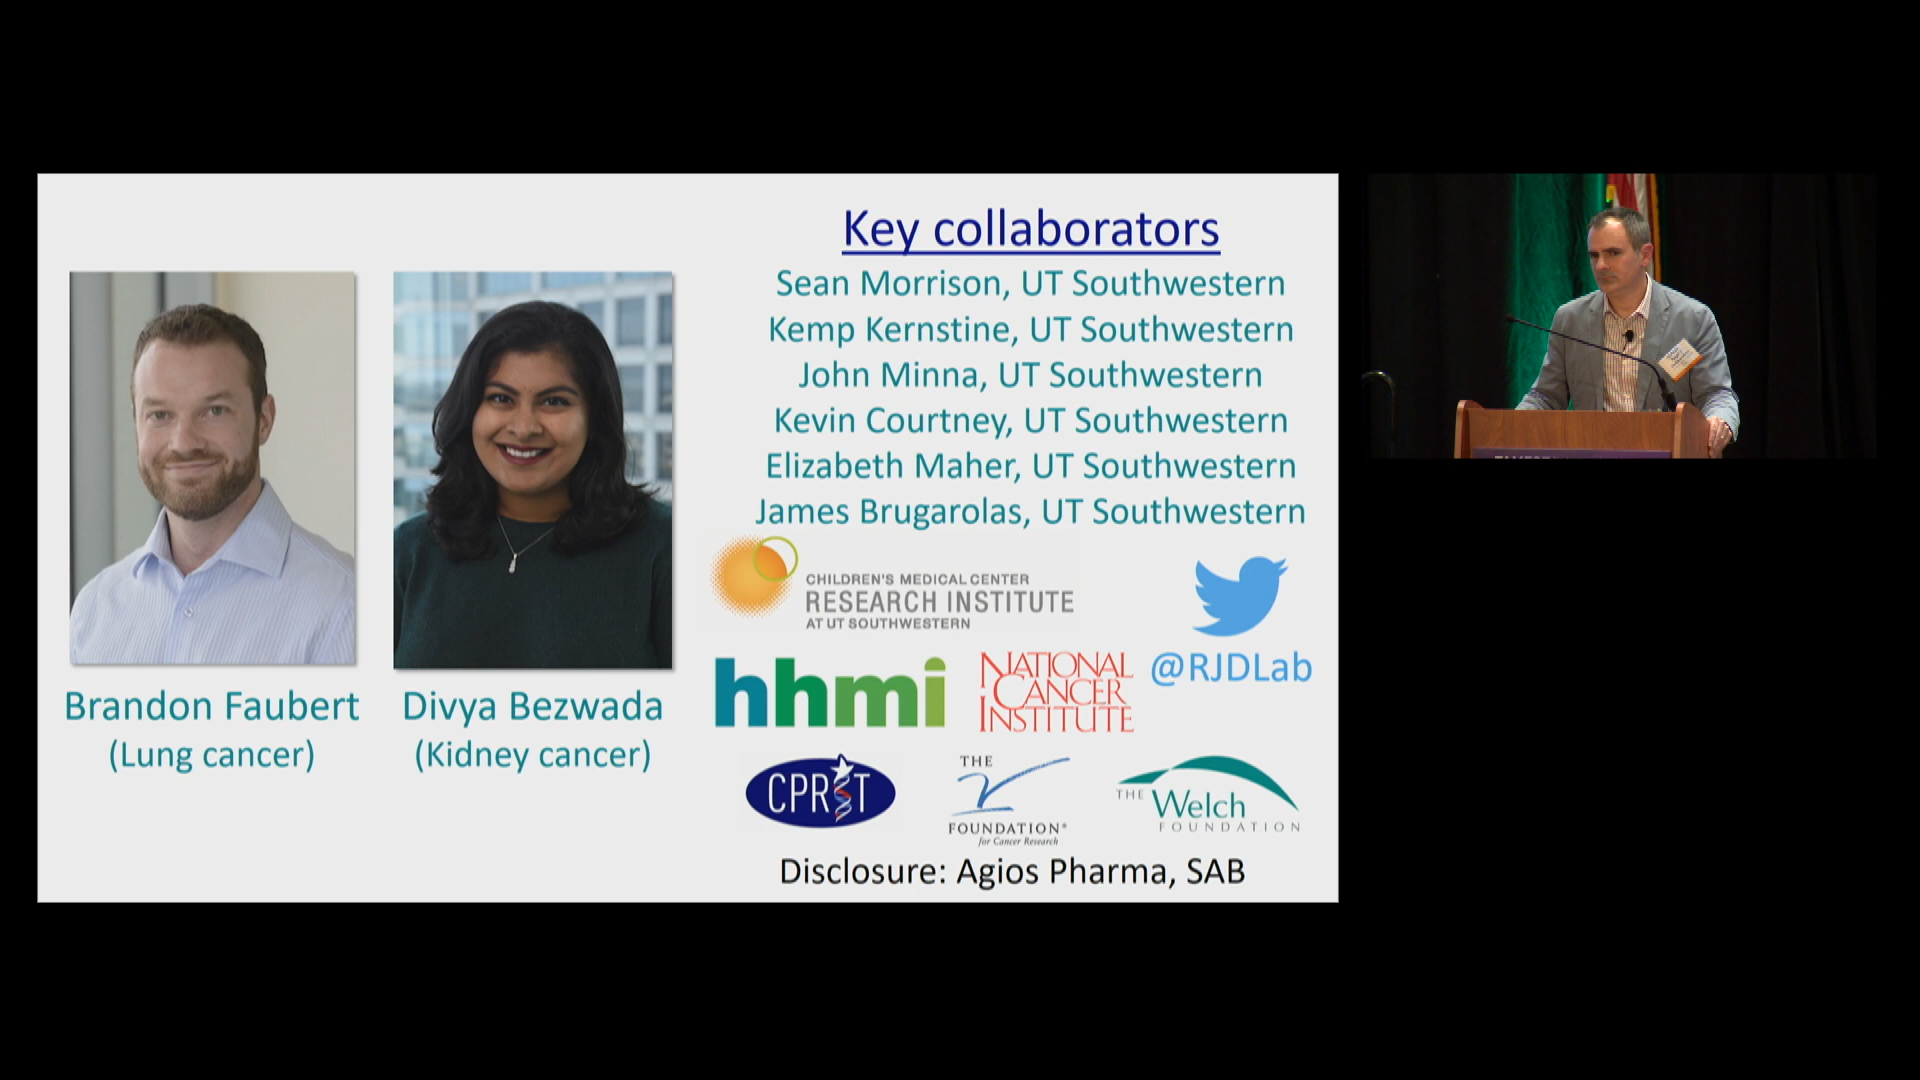 Key collaborators
Sean Morrison, UT Southwestern
Kemp Kernstine, UT Southwestern
John Minna, UT Southwestern
Kevin Courtney, UT Southwestern
Elizabeth Maher, UT Southwestern
James Brugarolas, UT Southwestern
CHILDREN'S MEDICAL CENTER
RESEARCH INSTITUTE
AT UT SOUTHWESTERN
@RJDLab
hhmi
NATIONAL
CANCER
INSTITUTE
Brandon Faubert
(Lung cancer)
Divya Bezwada
(Kidney cancer)
CPRIT
THE
V
FOUNDATION®
for Cancer Research
THE Welch
FOUNDATION
Disclosure: Agios Pharma, SAB